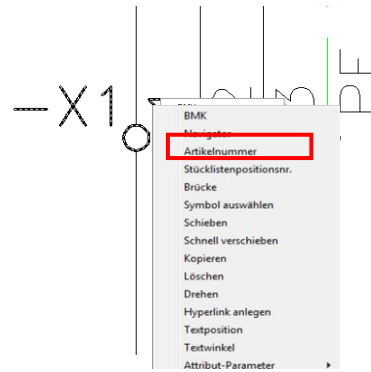 -X1
BMK
Navigator
Artikelnummer
Stücklistenpositionsnr.
Brücke
Symbol auswählen
Schieben
Schnell verschieben
Kopieren
Löschen
Drehen
Hyperlink anlegen
Textposition
Textwinkel
Attribut-Parameter